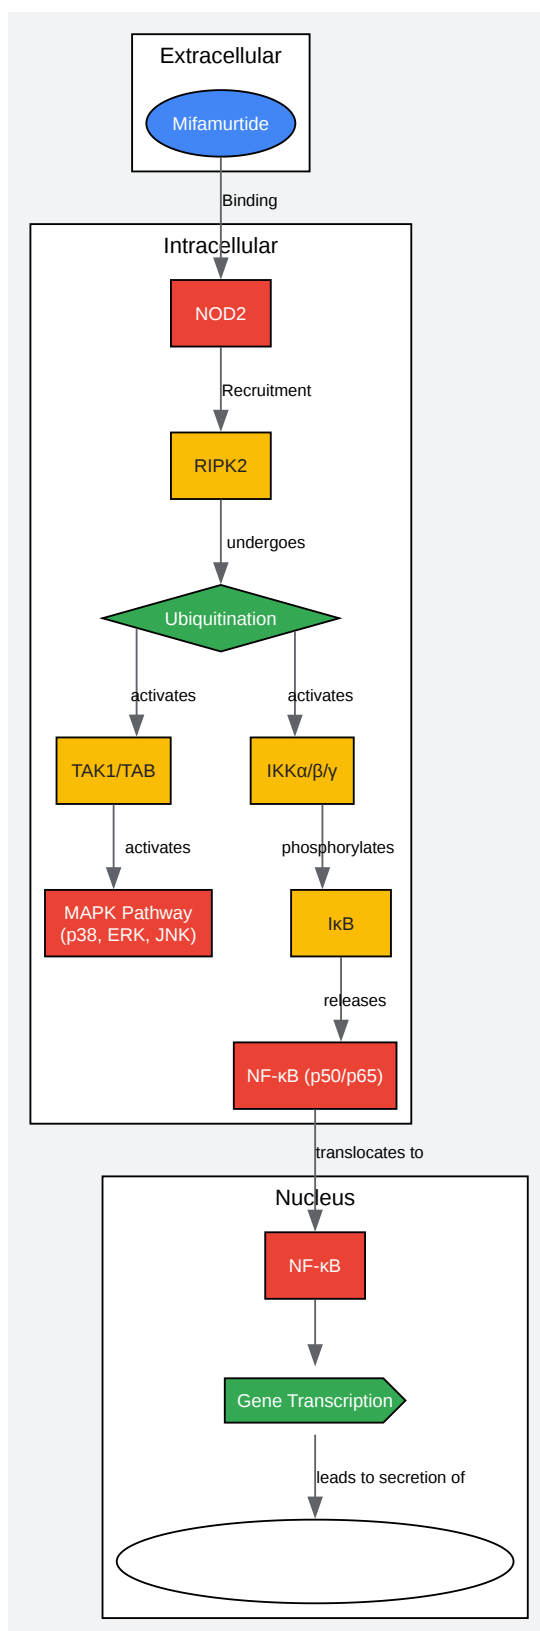 Extracellular
Mifamurtide
Binding
Intracellular
NOD2
Recruitment
RIPK2
undergoes
Ubiquitination
activates
activates
TAK1/TAB
IKKα/β/γ
activates
phosphorylates
MAPK Pathway
(p38, ERK, JNK)
IκB
releases
NF-κB (p50/p65)
translocates to
Nucleus
NF-κB
Gene Transcription
leads to secretion of